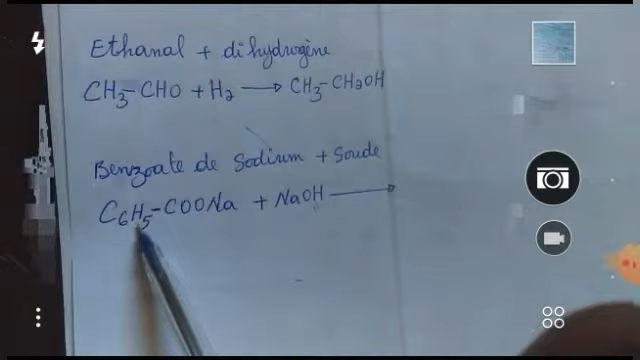 Ethanal + dihydrogène
CH₃-CHO + H₂ → CH₃-CH₂OH
Benzoate de Sodium + Soude
C₆H₅-COONa + NaOH →